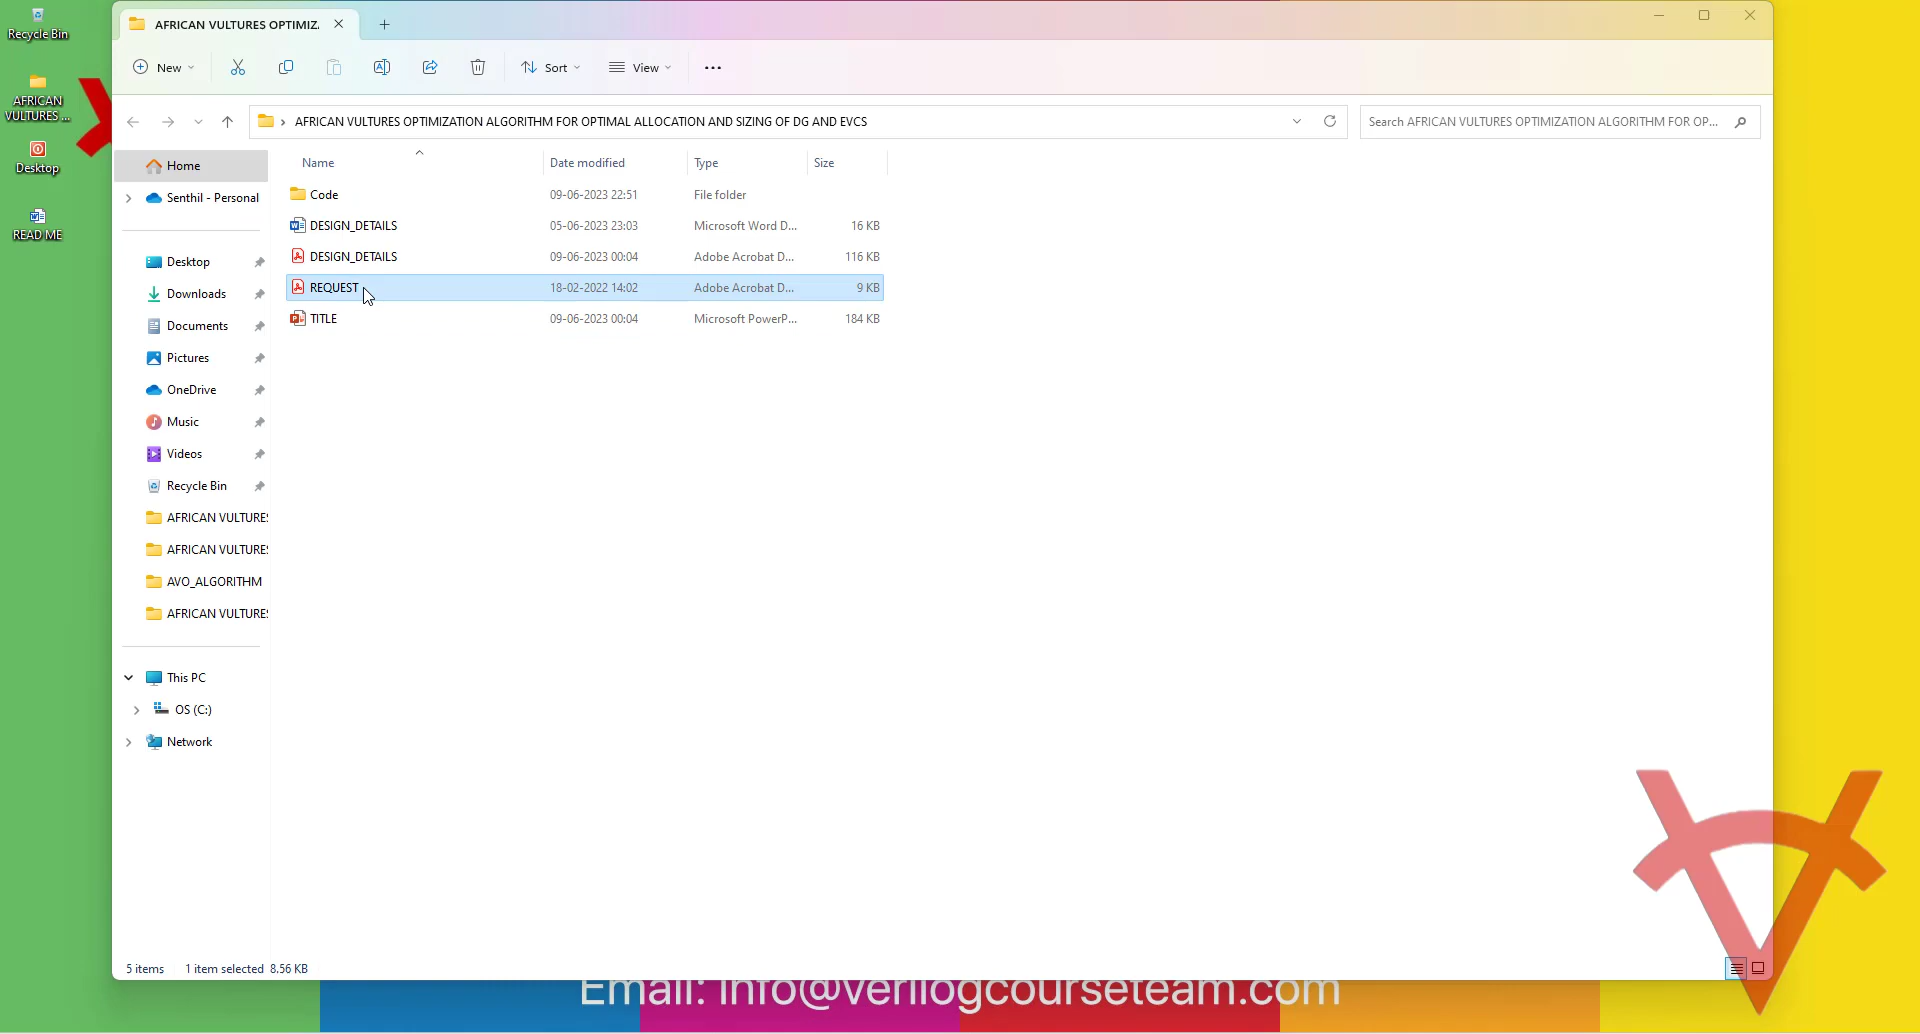 Recycle Bin
AFRICAN
VULTURES ...
Desktop
READ ME
AFRICAN VULTURES OPTIMIZ.
New
Sort
View
AFRICAN VULTURES OPTIMIZATION ALGORITHM FOR OPTIMAL ALLOCATION AND SIZING OF DG AND EVCS
Search AFRICAN VULTURES OPTIMIZATION ALGORITHM FOR OP...
Home
Senthil - Personal
Desktop
Downloads
Documents
Pictures
OneDrive
Music
Videos
Recycle Bin
AFRICAN VULTURES
AFRICAN VULTURES
AVO_ALGORITHM
AFRICAN VULTURES
This PC
OS (C:)
Network
Name Date modified Type Size
Code 09-06-2023 22:51 File folder
DESIGN_DETAILS 05-06-2023 23:03 Microsoft Word D... 16 KB
DESIGN_DETAILS 09-06-2023 00:04 Adobe Acrobat D... 116 KB
REQUEST 18-02-2022 14:02 Adobe Acrobat D... 9 KB
TITLE 09-06-2023 00:04 Microsoft PowerP... 184 KB
5 items 1 item selected 8.56 KB
Email: info@verilogcourseteam.com